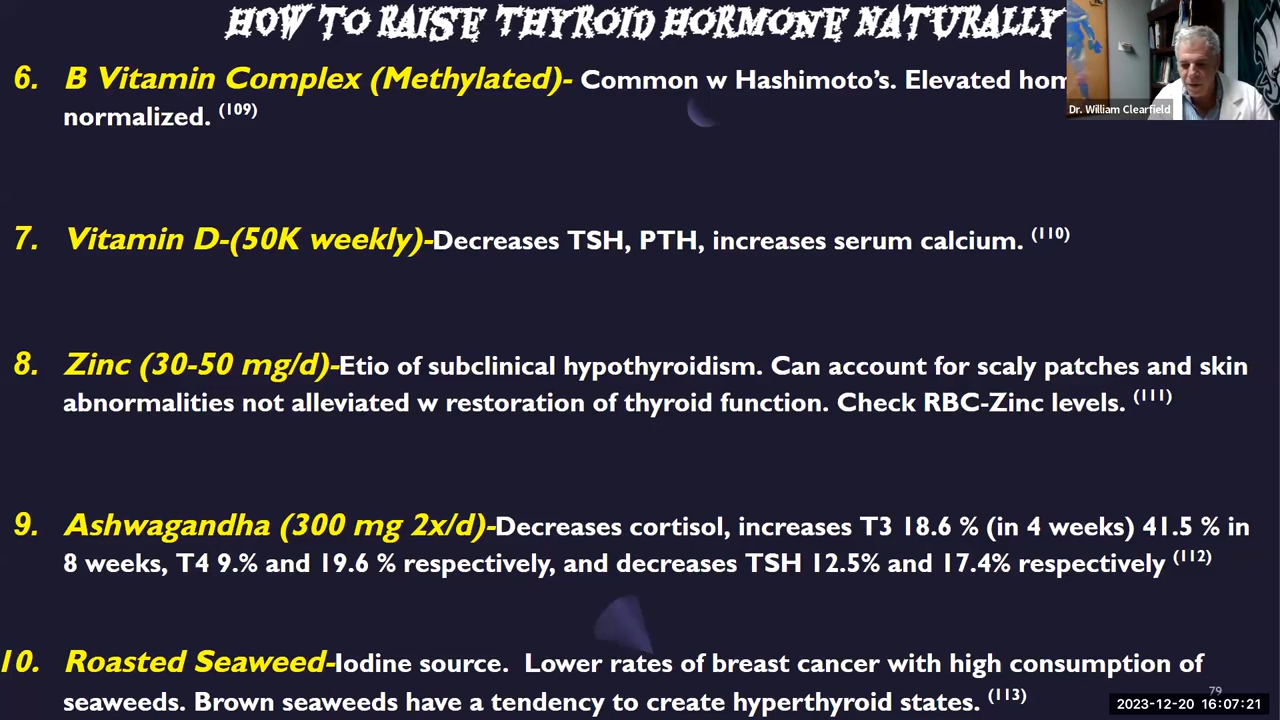 HOW TO RAISE THYROID HORMONE NATURALLY
6. B Vitamin Complex (Methylated)- Common w Hashimoto’s. Elevated
normalized. (109)
7. Vitamin D-(50K weekly)-Decreases TSH, PTH, increases serum calcium. (110)
8. Zinc (30-50 mg/d)-Etio of subclinical hypothyroidism. Can account for scaly patches and skin
abnormalities not alleviated w restoration of thyroid function. Check RBC-Zinc levels. (111)
9. Ashwagandha (300 mg 2x/d)-Decreases cortisol, increases T3 18.6 % (in 4 weeks) 41.5 % in
8 weeks, T4 9.% and 19.6 % respectively, and decreases TSH 12.5% and 17.4% respectively (112)
10. Roasted Seaweed-Iodine source. Lower rates of breast cancer with high consumption of
seaweeds. Brown seaweeds have a tendency to create hyperthyroid states. (113)
Dr. William Clearfield
79
2023-12-20 16:07:21